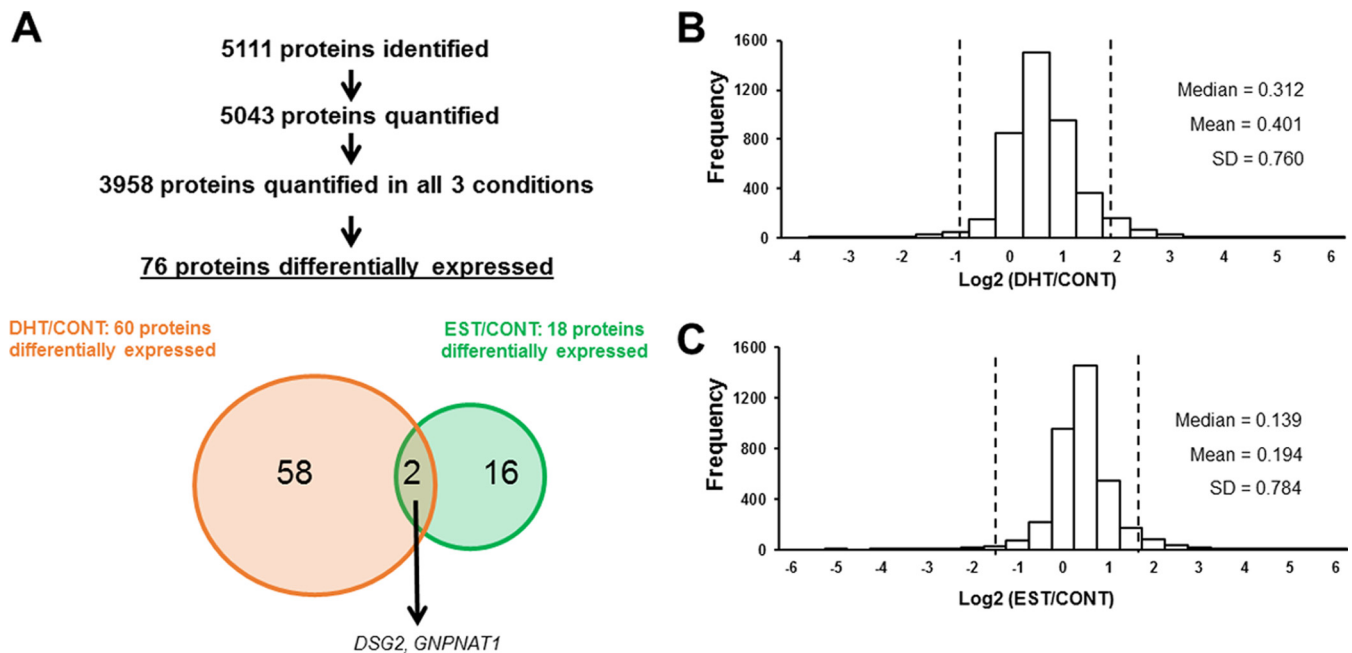 A
5111 proteins identified
5043 proteins quantified
3958 proteins quantified in all 3 conditions
76 proteins differentially expressed
DHT/CONT: 60 proteins
differentially expressed
EST/CONT: 18 proteins
differentially expressed
58
2
16
DSG2, GNPNAT1
B
1600
1200
800
400
0
Frequency
Median = 0.312
Mean = 0.401
SD = 0.760
-4 -3 -2 -1 0 1 2 3 4 5 6
Log2 (DHT/CONT)
C
1600
1200
800
400
0
Frequency
Median = 0.139
Mean = 0.194
SD = 0.784
-6 -5 -4 -3 -2 -1 0 1 2 3 4 5 6
Log2 (EST/CONT)